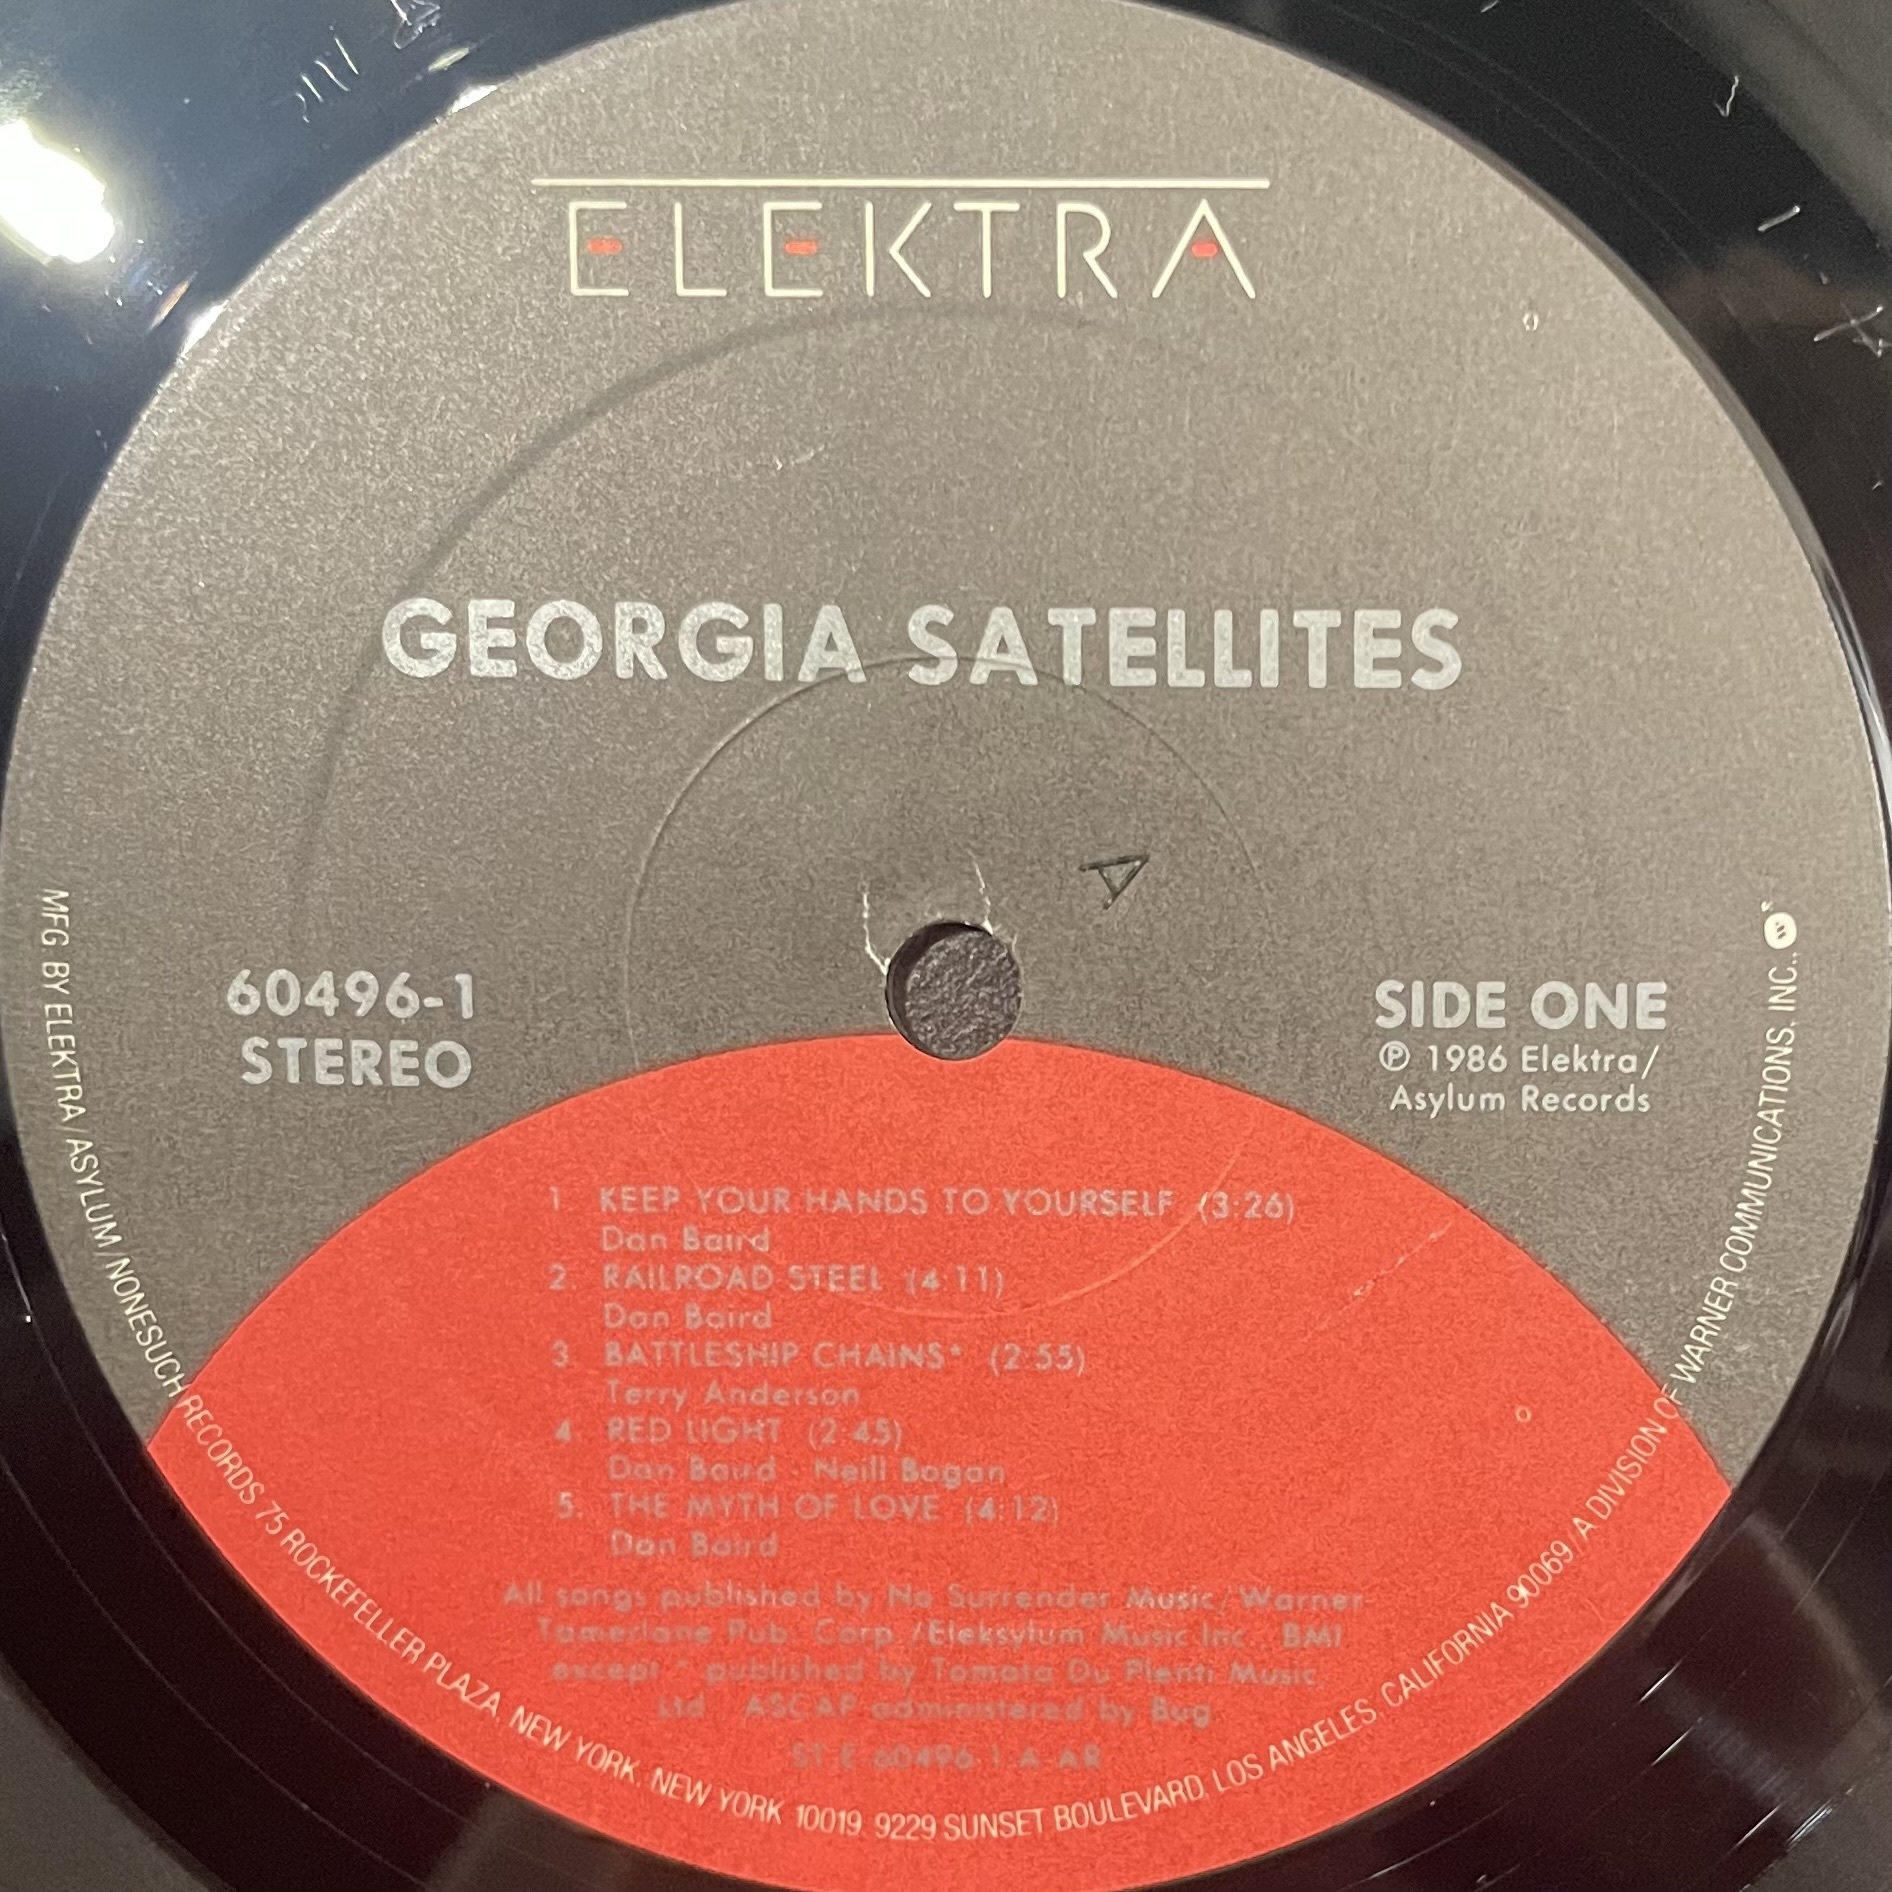 ELEKTRA
GEORGIA SATELLITES
A
60496-1
STEREO
SIDE ONE
℗ 1986 Elektra/
Asylum Records
1. KEEP YOUR HANDS TO YOURSELF (3:26)
Dan Baird
2. RAILROAD STEEL (4:11)
Dan Baird
3. BATTLESHIP CHAINS* (2:55)
Terry Anderson
4. RED LIGHT (2:45)
Dan Baird - Neill Bogan
5. THE MYTH OF LOVE (4:12)
Dan Baird
All songs published by No Surrender Music/Warner-
Tamerlane Pub. Corp./Eleksylum Music Inc., BMI
except * published by Tomata Du Plenti Music
Ltd. ASCAP administered by Bug
ST-E-60496-1-A-AR
MFG. BY ELEKTRA/ASYLUM/NONESUCH RECORDS 75 ROCKEFELLER PLAZA, NEW YORK, NEW YORK 10019. 9229 SUNSET BOULEVARD, LOS ANGELES, CALIFORNIA 90069/A DIVISION OF WARNER COMMUNICATIONS, INC.,